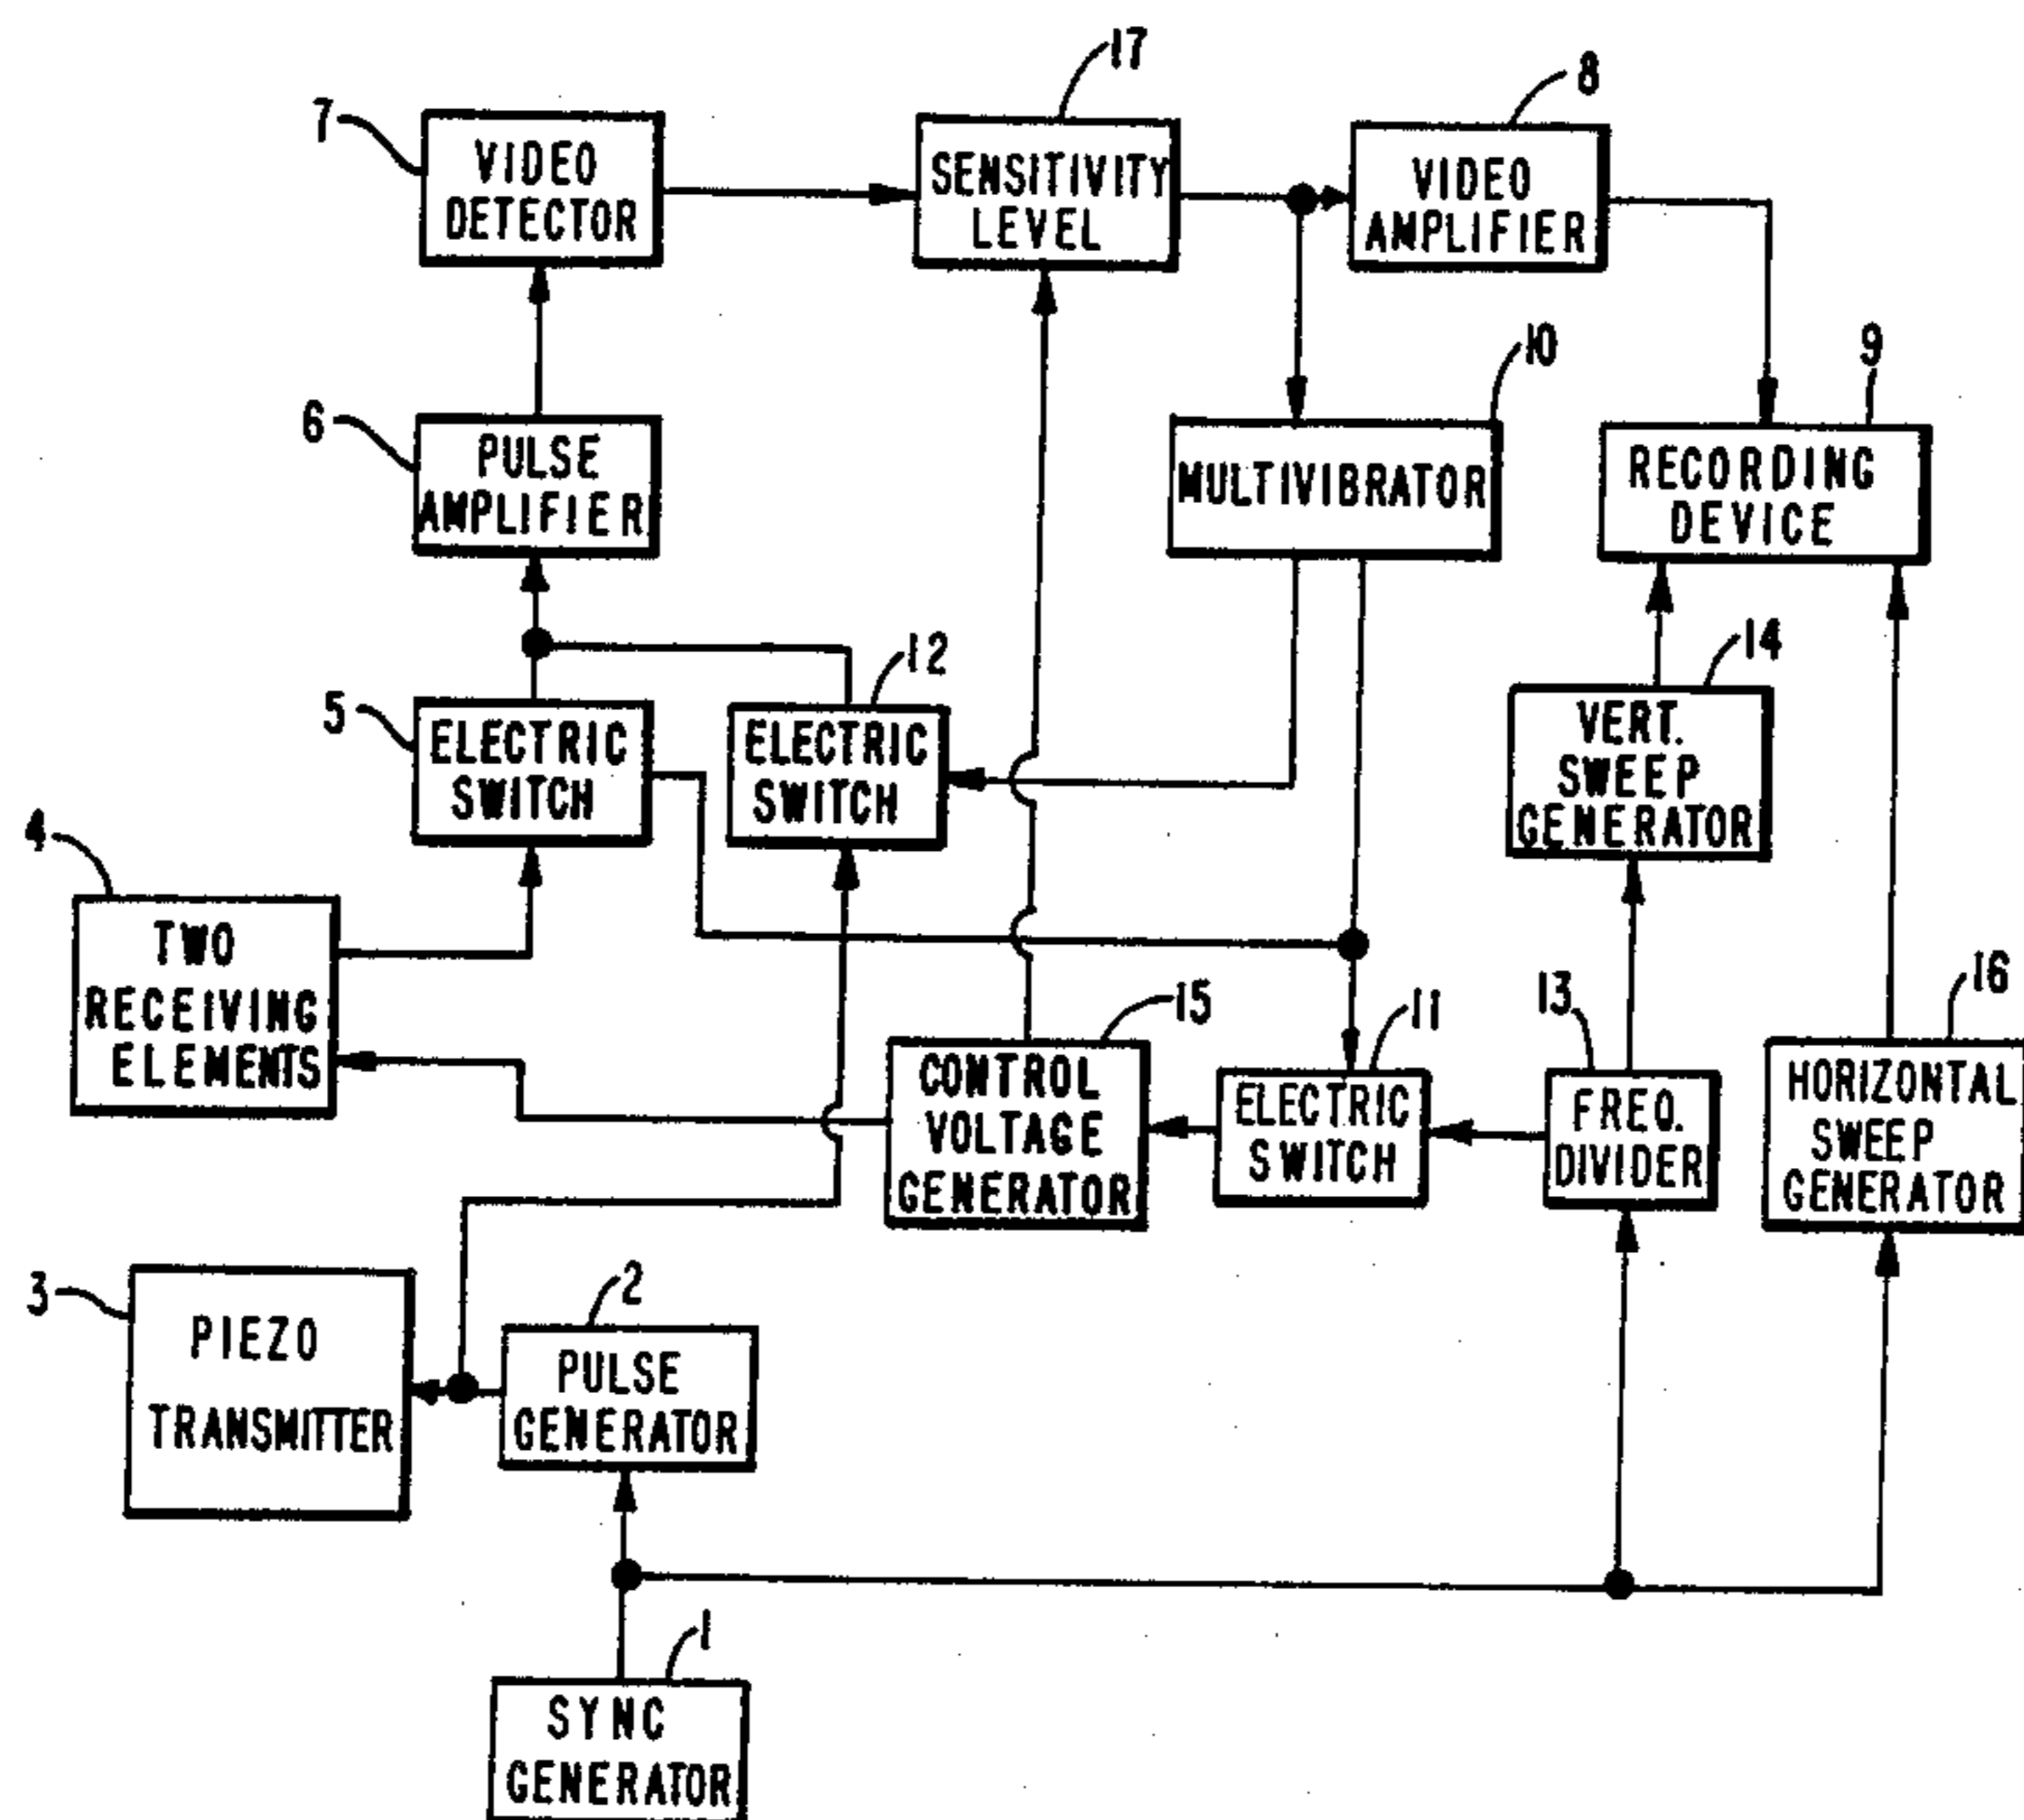 17
8
7
VIDEO
DETECTOR
SENSITIVITY
LEVEL
VIDEO
AMPLIFIER
10
9
6
PULSE
AMPLIFIER
MULTIVIBRATOR
RECORDING
DEVICE
12
14
5
ELECTRIC
SWITCH
ELECTRIC
SWITCH
VERT.
SWEEP
GENERATOR
4
TWO
RECEIVING
ELEMENTS
15
11
13
16
CONTROL
VOLTAGE
GENERATOR
ELECTRIC
SWITCH
FREQ.
DIVIDER
HORIZONTAL
SWEEP
GENERATOR
3
PIEZO
TRANSMITTER
2
PULSE
GENERATOR
1
SYNC
GENERATOR